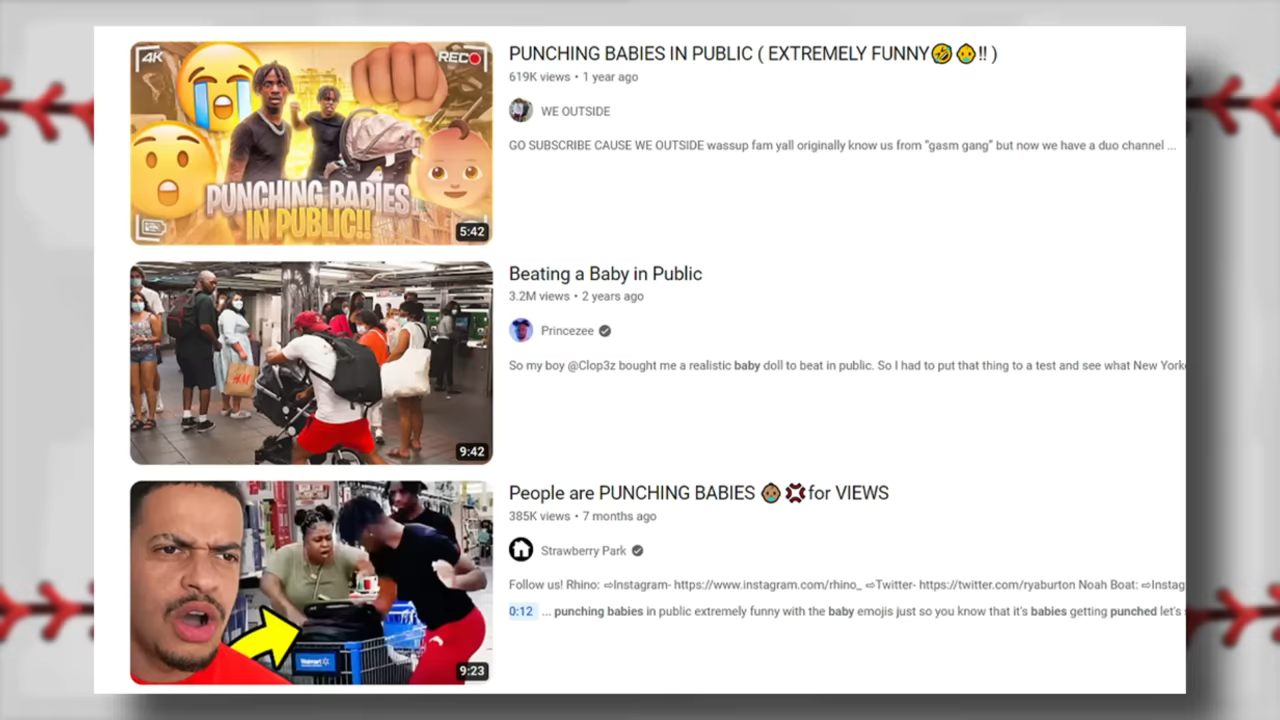 4K
REC
PUNCHING BABIES
IN PUBLIC!!
5:42
PUNCHING BABIES IN PUBLIC ( EXTREMELY FUNNY🤣👶!! )
619K views • 1 year ago
WE OUTSIDE
GO SUBSCRIBE CAUSE WE OUTSIDE wassup fam yall originally know us from "gasm gang" but now we have a duo channel ...
H&M
9:42
Beating a Baby in Public
3.2M views • 2 years ago
Princezee
So my boy @Clop3z bought me a realistic baby doll to beat in public. So I had to put that thing to a test and see what New York
Walmart
9:23
People are PUNCHING BABIES 👶🏽💢for VIEWS
385K views • 7 months ago
Strawberry Park
Follow us! Rhino: ⇨Instagram- https://www.instagram.com/rhino_ ⇨Twitter- https://twitter.com/ryaburton Noah Boat: ⇨Instag
0:12 ... punching babies in public extremely funny with the baby emojis just so you know that it's babies getting punched let's